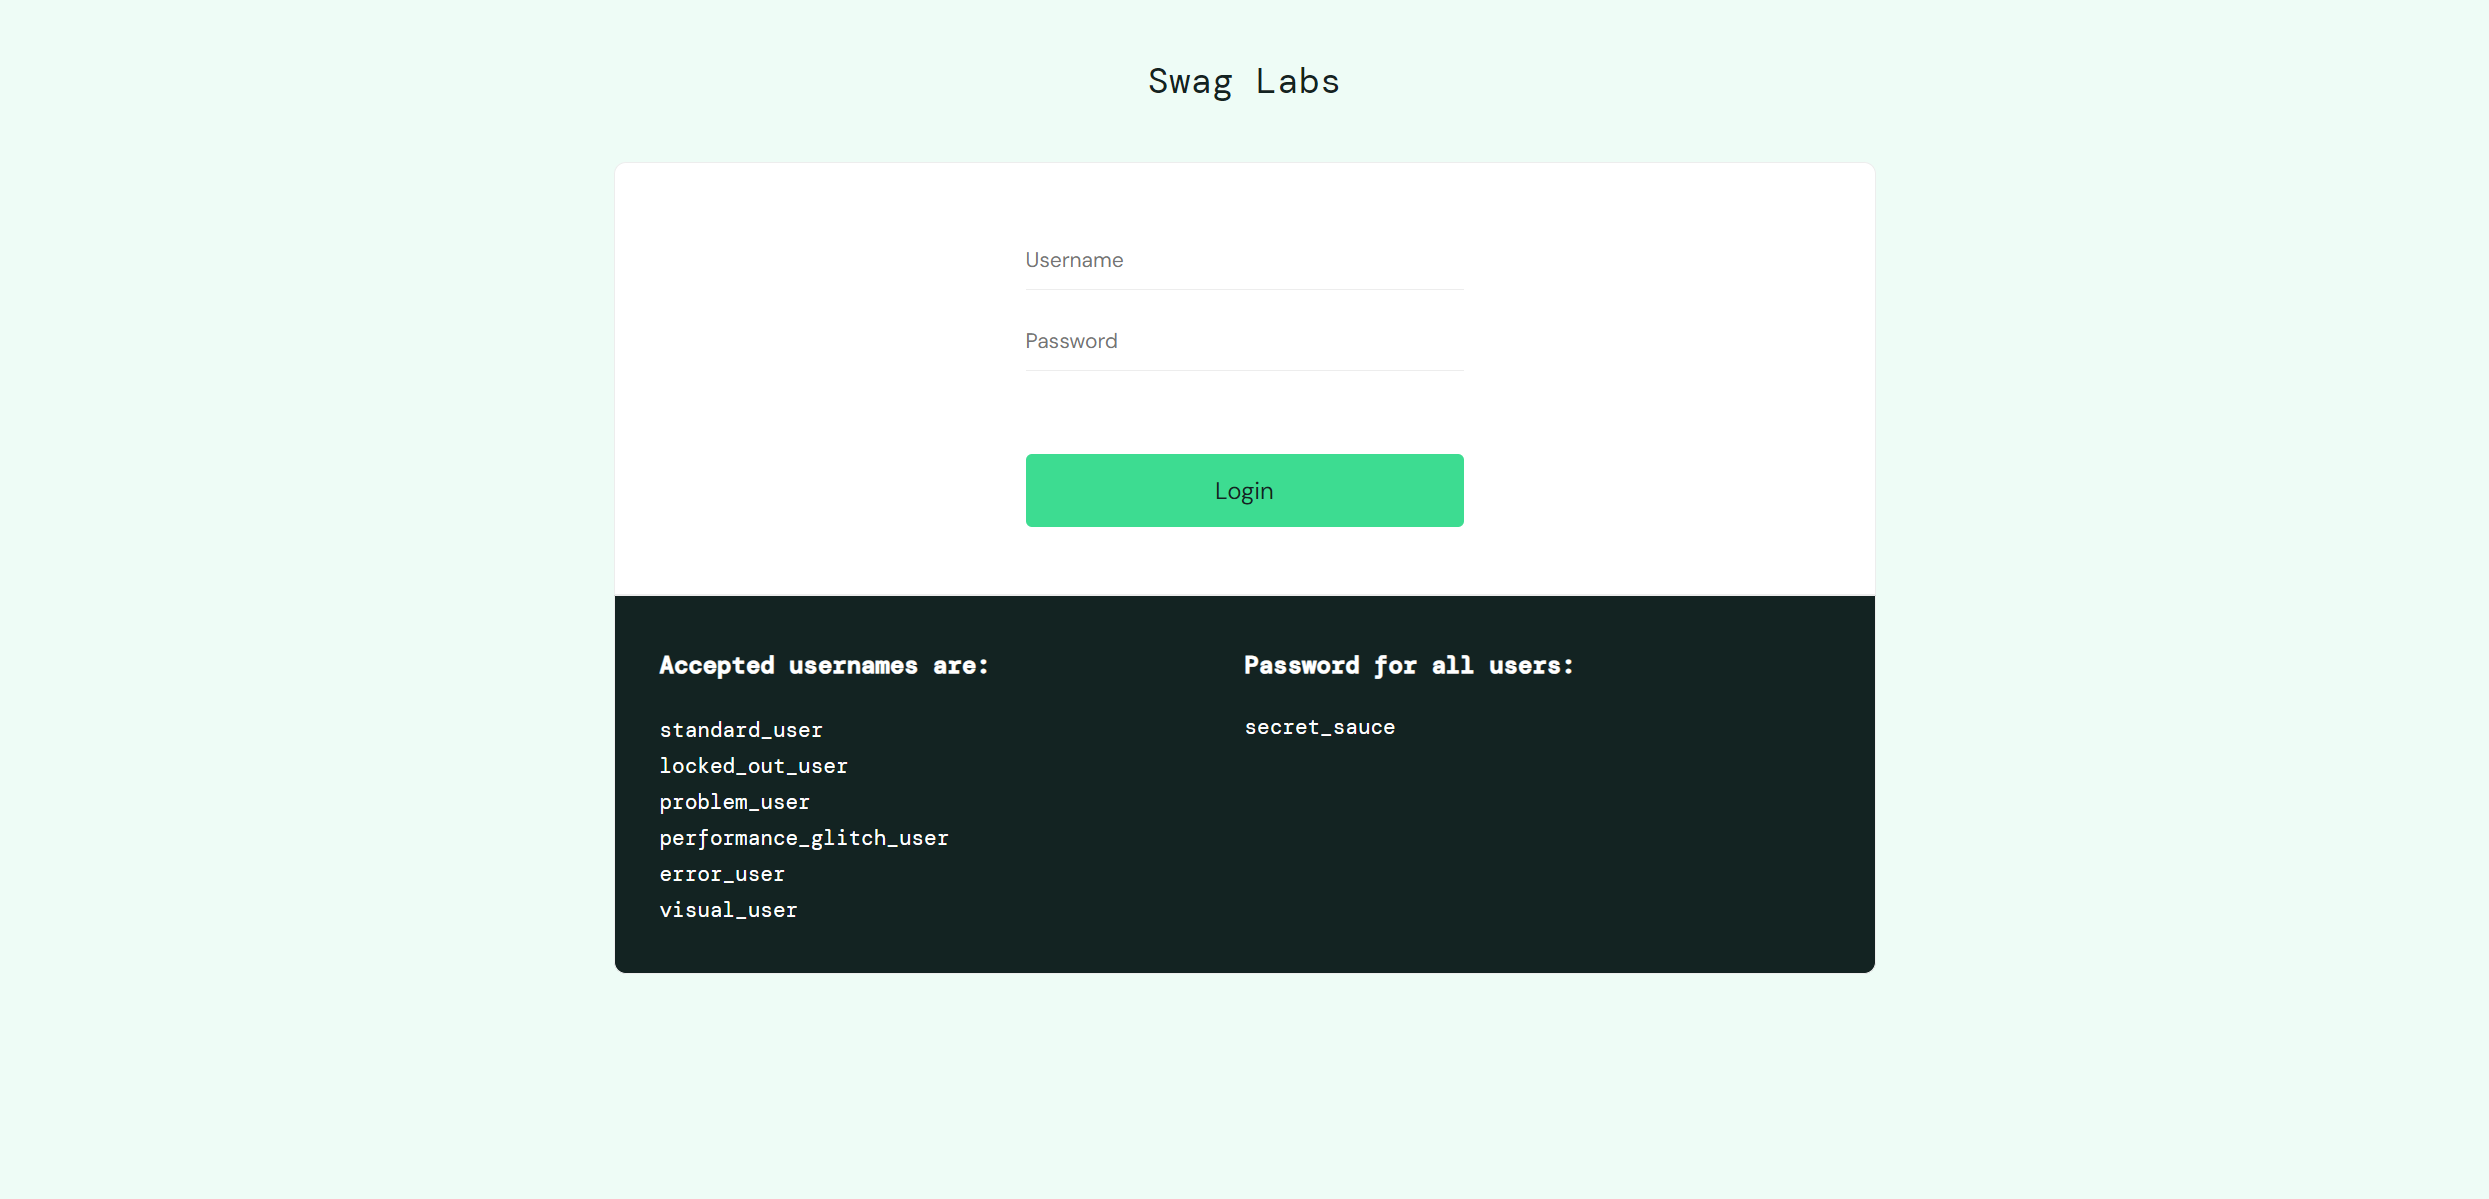 Swag Labs
Username
Password
Login
Accepted usernames are:
standard_user
locked_out_user
problem_user
performance_glitch_user
error_user
visual_user
Password for all users:
secret_sauce